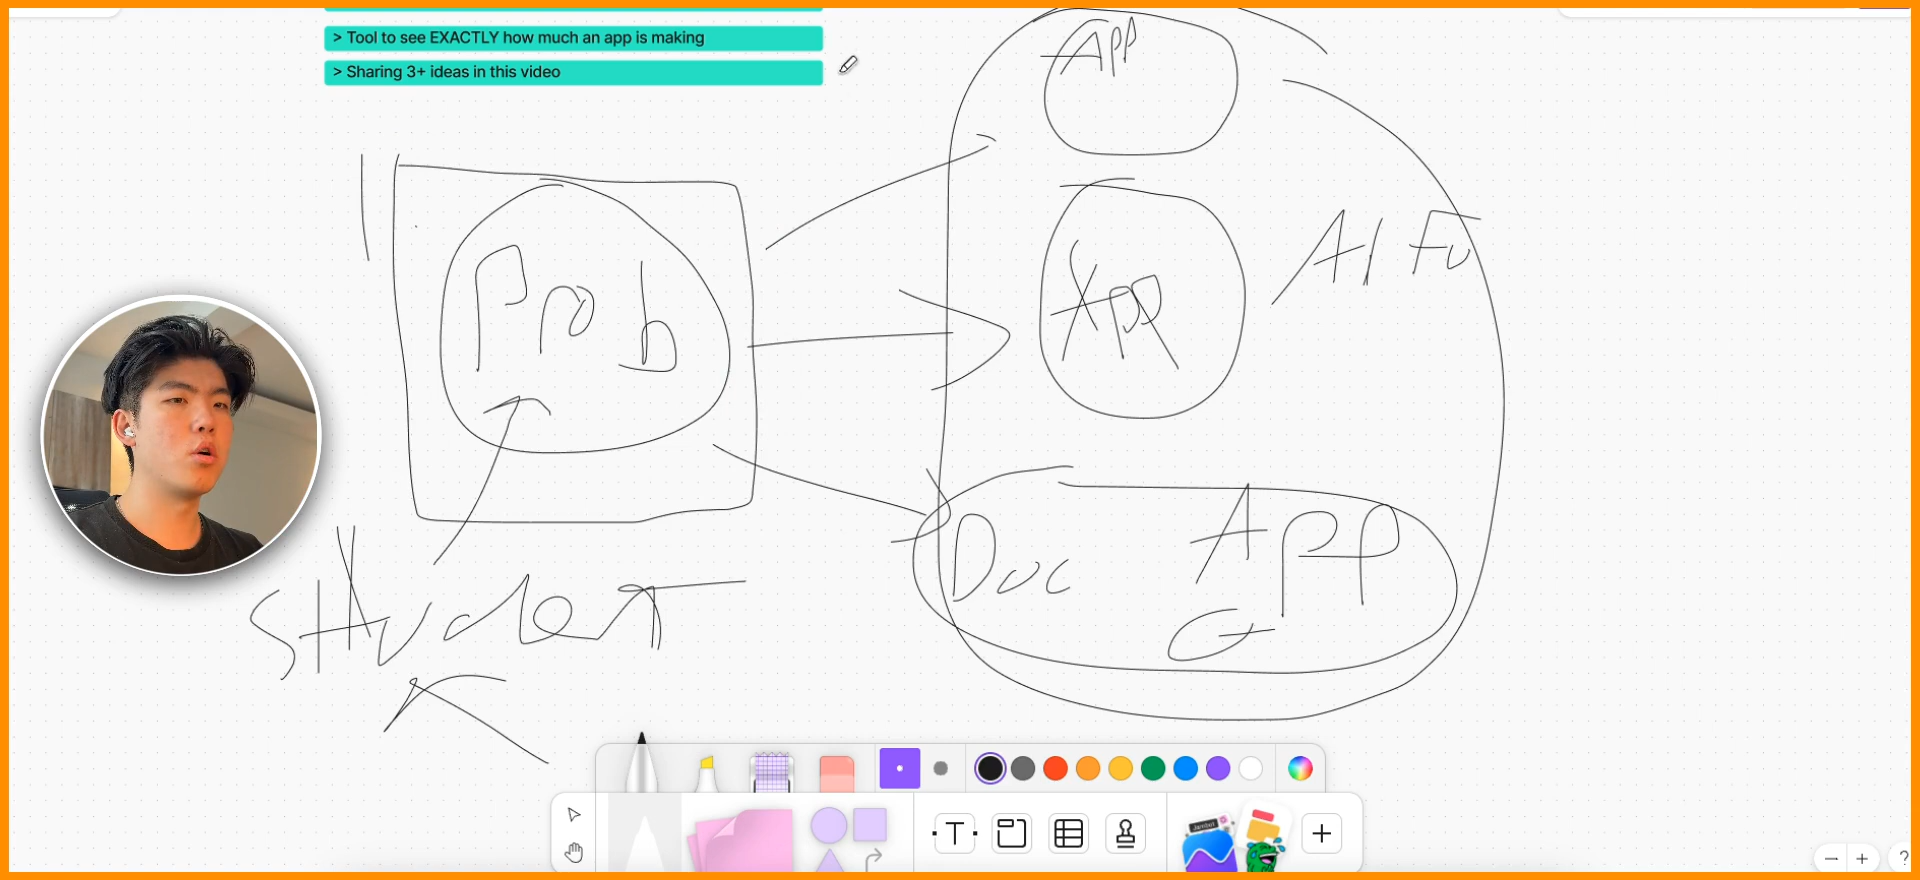 > Tool to see EXACTLY how much an app is making
> Sharing 3+ ideas in this video
App
Prob
App
AI Fu
Doc App
G
Student
T
Jambot
?